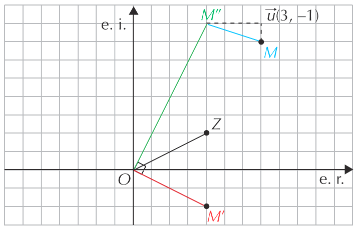 e. i.
M″
u⃗(3, −1)
M
Z
O
e. r.
M′